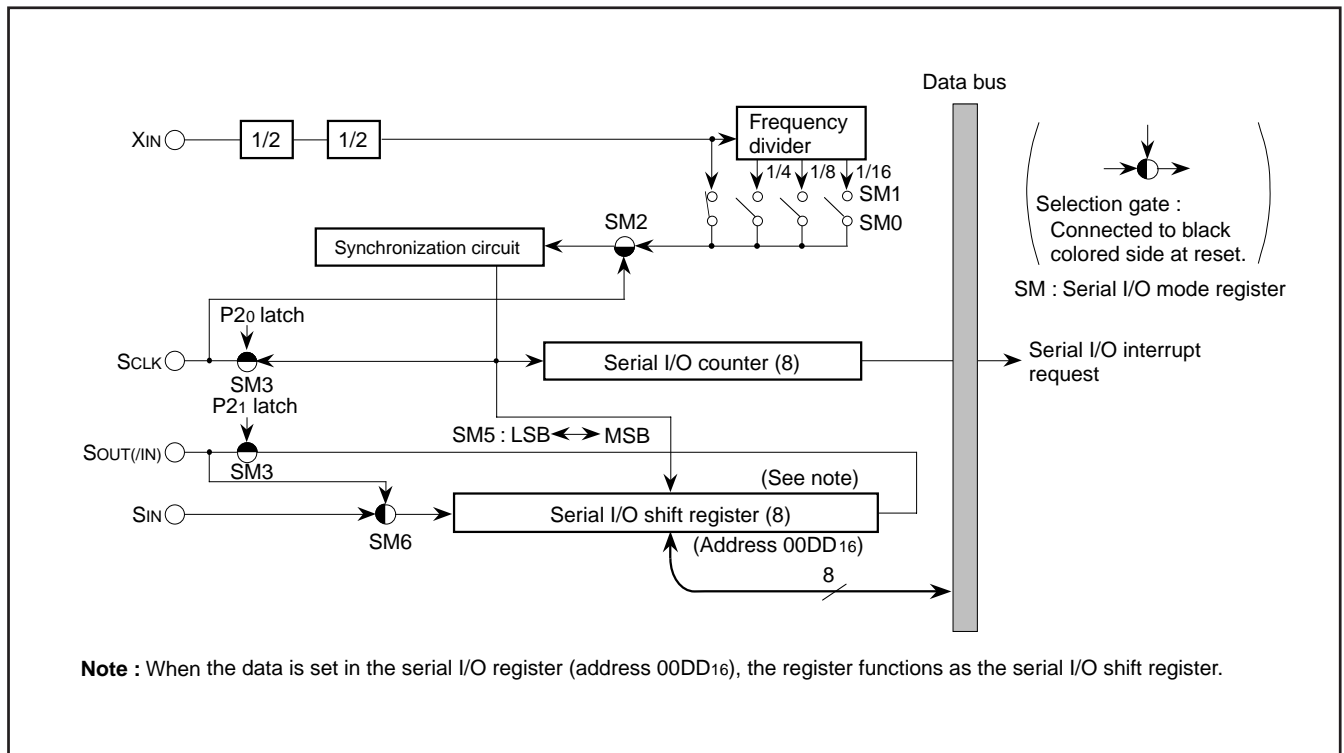 Data bus
XIN
1/2
1/2
Frequency
divider
1/4
1/8
1/16
SM1
SM0
SM2
Synchronization circuit
Selection gate :
Connected to black
colored side at reset.
SM : Serial I/O mode register
P20 latch
SCLK
SM3
Serial I/O counter (8)
Serial I/O interrupt
request
P21 latch
SM5 : LSB
MSB
SOUT(/IN)
SM3
(See note)
SIN
SM6
Serial I/O shift register (8)
(Address 00DD16)
8
Note : When the data is set in the serial I/O register (address 00DD16), the register functions as the serial I/O shift register.